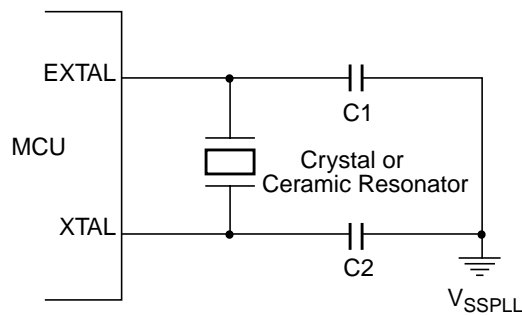 EXTAL
C1
MCU
Crystal or
Ceramic Resonator
XTAL
C2
VSSPLL